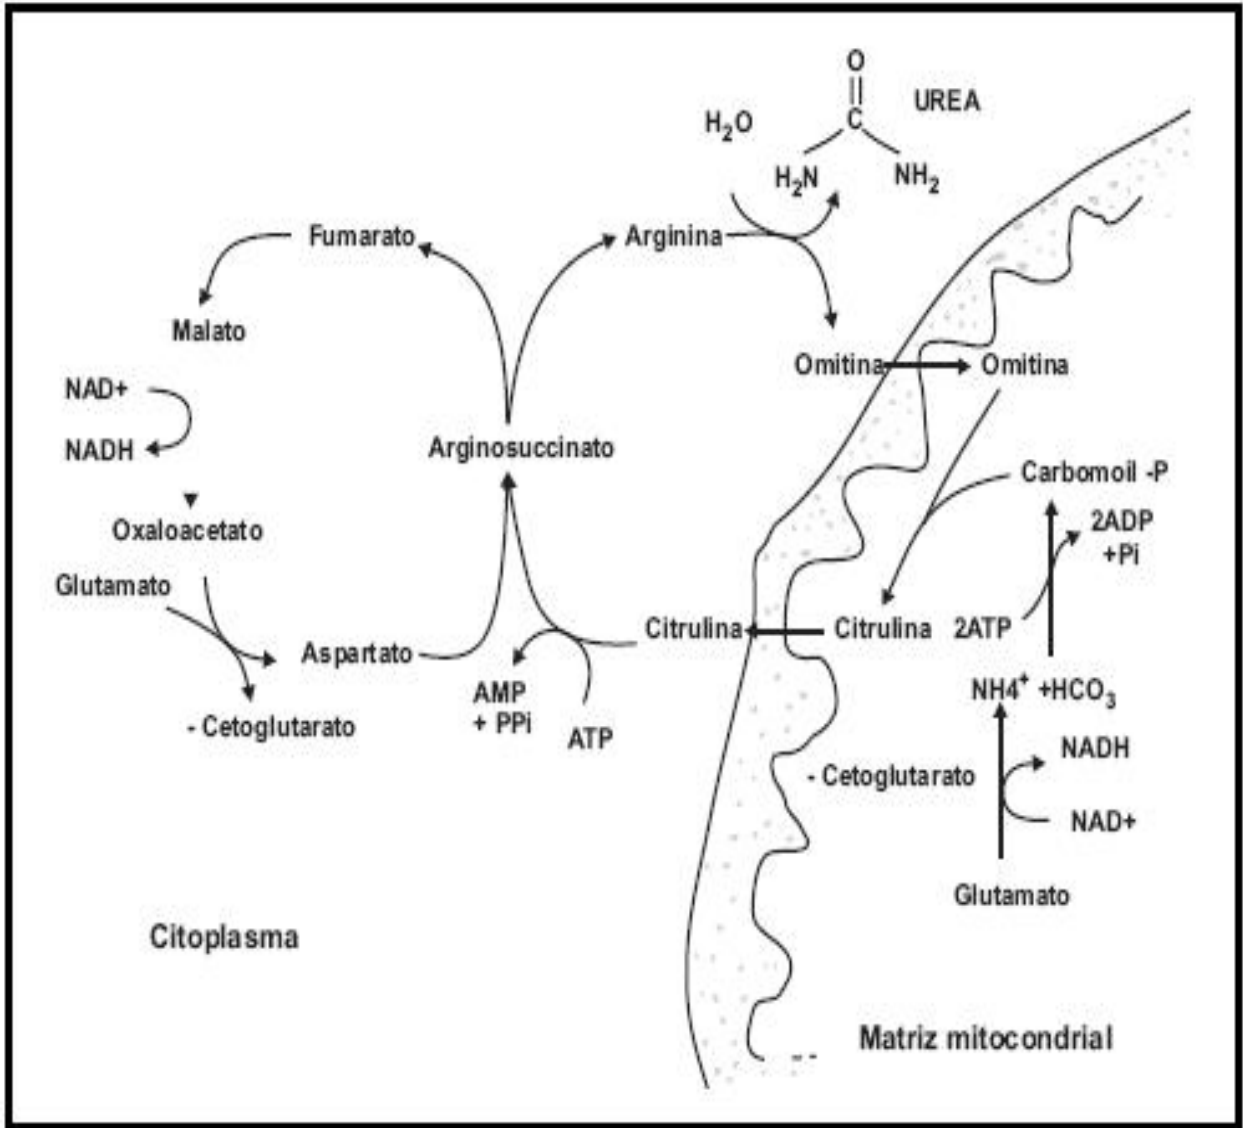 O
UREA
H2O
C
H2N
NH2
Fumarato
Arginina
Malato
Omitina
Omitina
NAD+
NADH
Arginosuccinato
Carbomoil -P
2ADP
+Pi
Oxaloacetato
Glutamato
Aspartato
Citrulina
Citrulina
2ATP
AMP
+ PPi
ATP
NH4+ +HCO3
- Cetoglutarato
NADH
- Cetoglutarato
NAD+
Glutamato
Citoplasma
Matriz mitocondrial